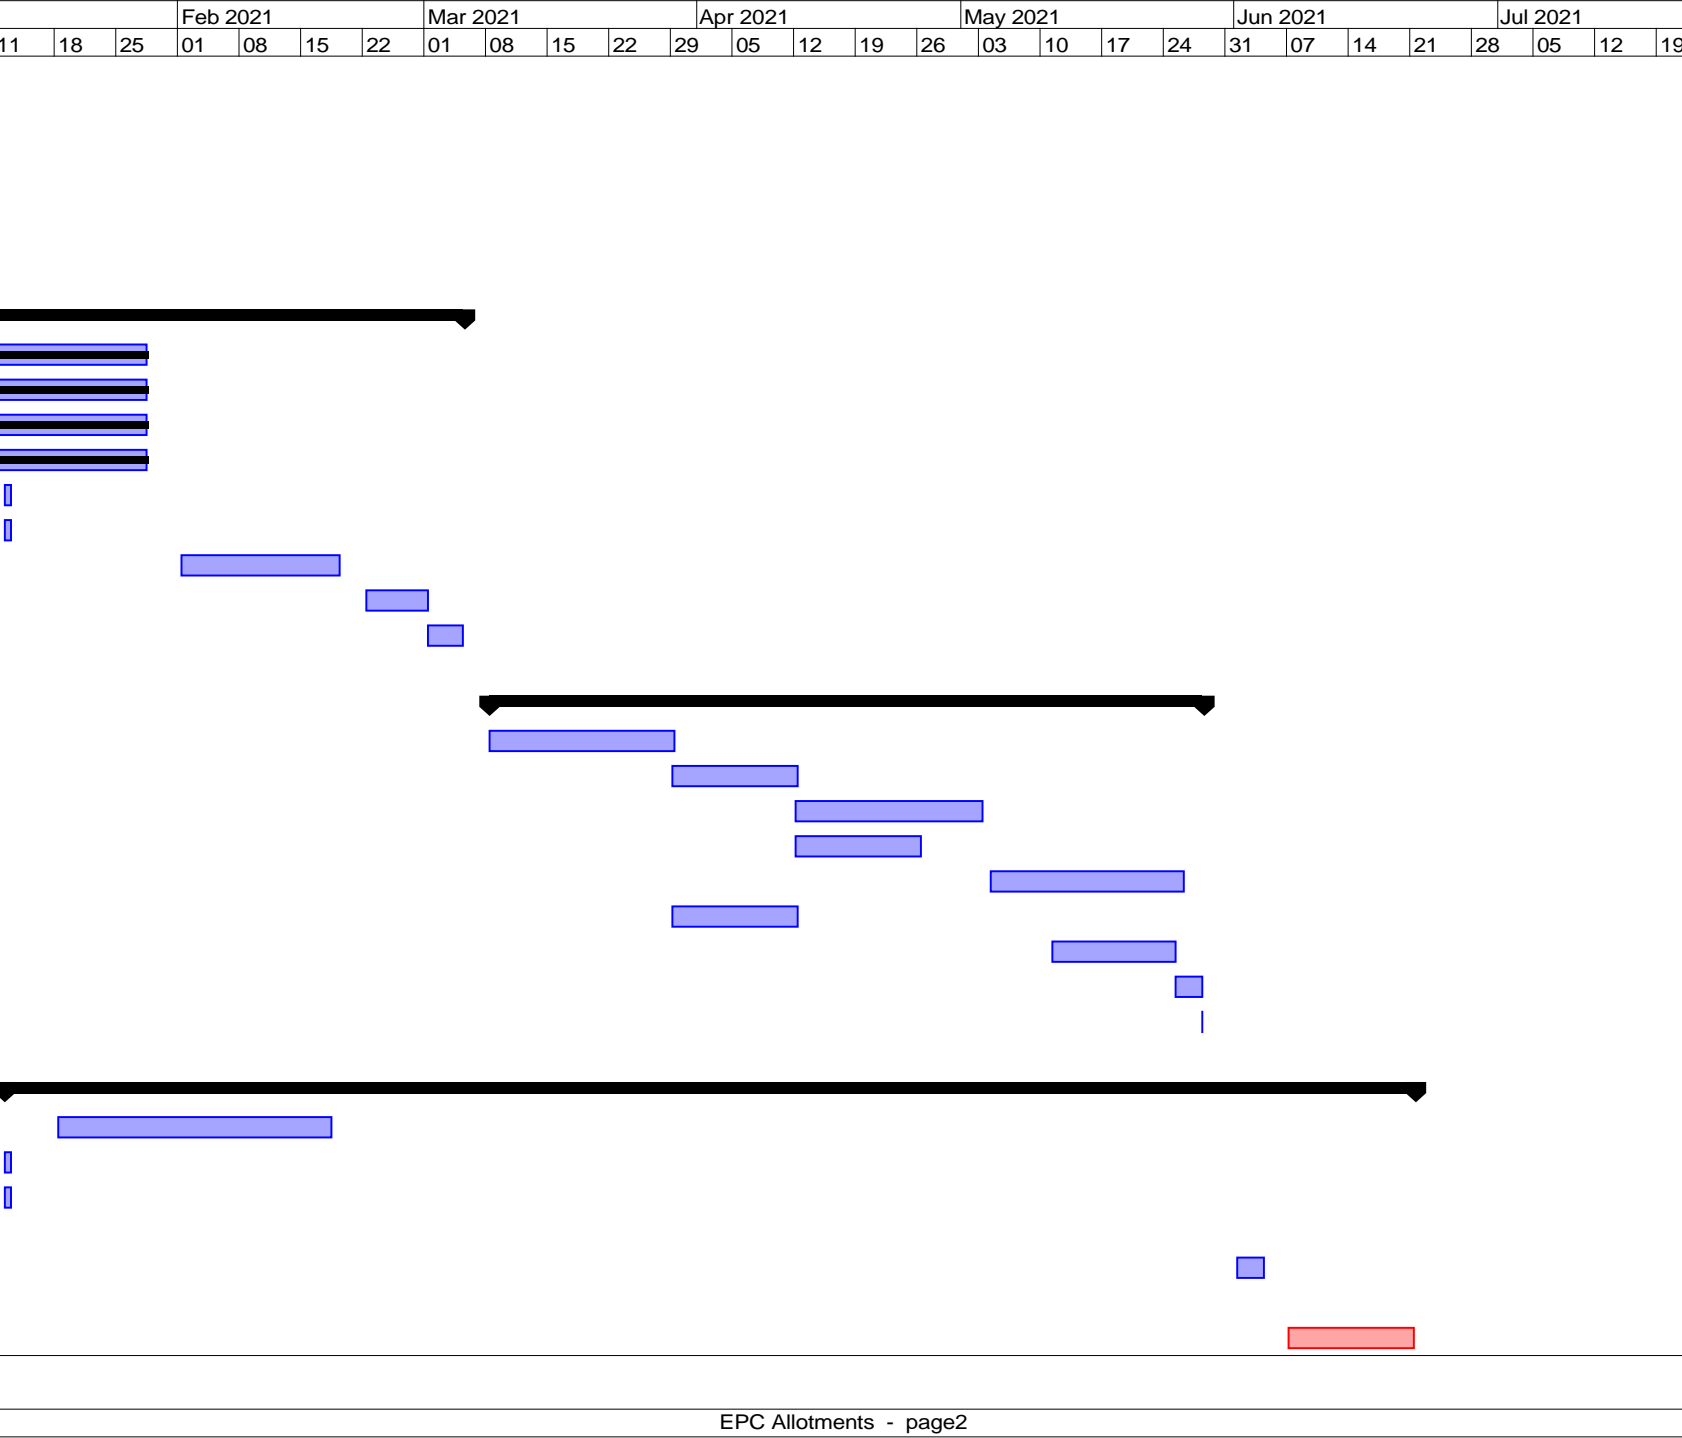 Feb 2021 Mar 2021 Apr 2021 May 2021 Jun 2021 Jul 2021
11 18 25 01 08 15 22 01 08 15 22 29 05 12 19 26 03 10 17 24 31 07 14 21 28 05 12 19
EPC Allotments - page2